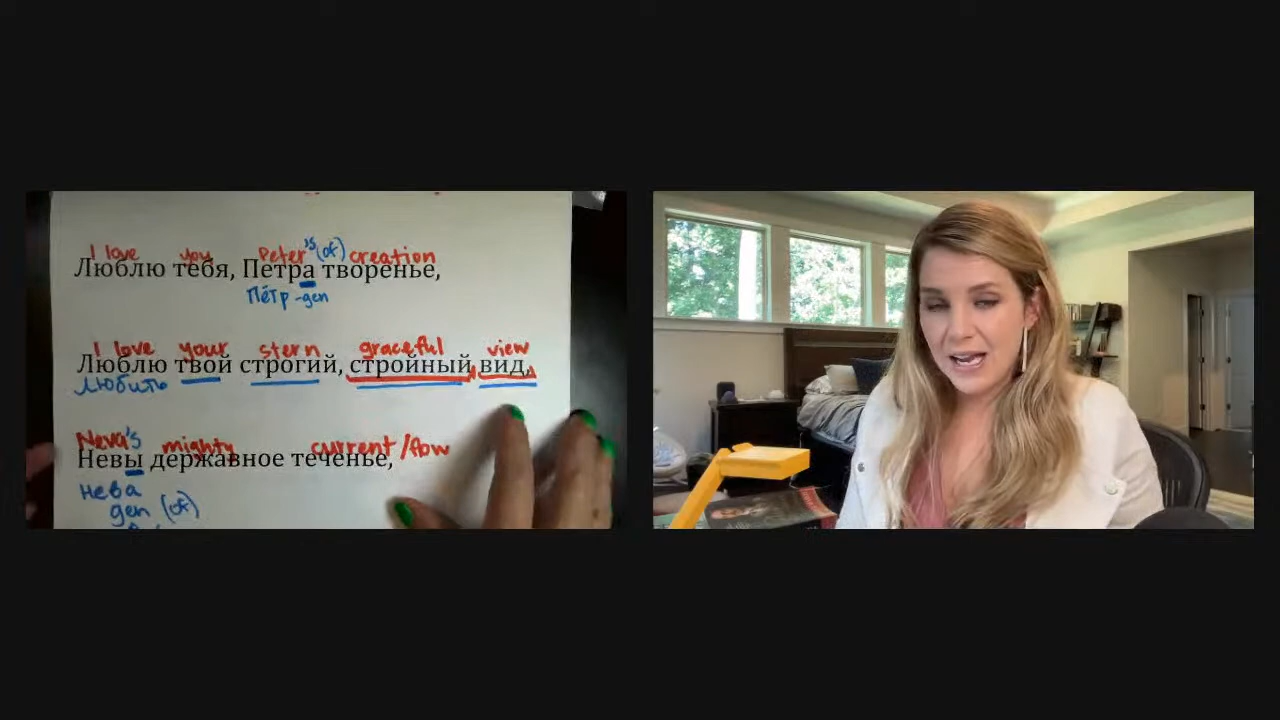 I love you Peter's (of) creation
Люблю тебя, Петра творенье,
Пётр-gen
I love your stern graceful view
Люблю твой строгий, стройный вид,
Любить
Neva's mighty current/flow
Невы державное теченье,
нева
gen (of)